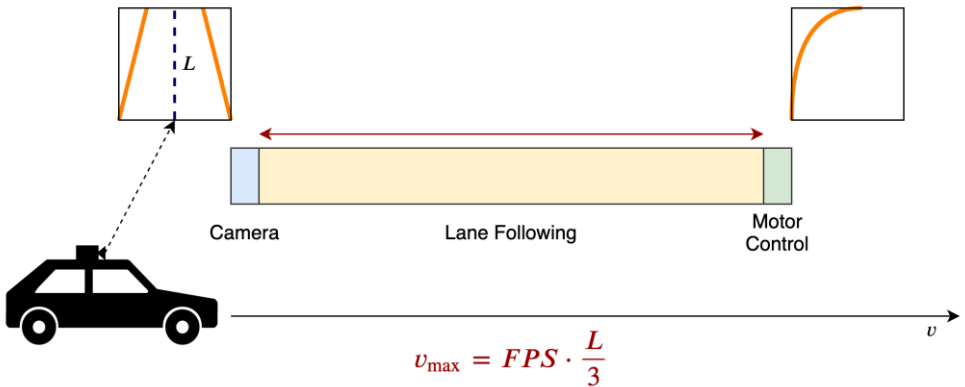 L
Camera
Lane Following
Motor
Control
v
v_max = FPS · L/3